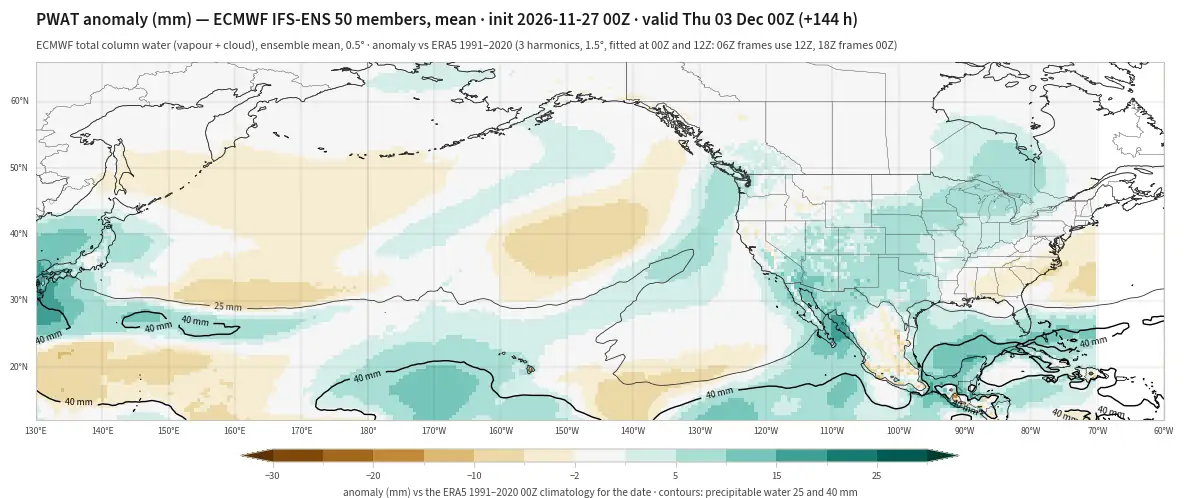 PWAT anomaly (mm) — ECMWF IFS-ENS 50 members, mean · init 2026-11-27 00Z · valid Thu 03 Dec 00Z (+144 h)
ECMWF total column water (vapour + cloud), ensemble mean, 0.5° · anomaly vs ERA5 1991–2020 (3 harmonics, 1.5°, fitted at 00Z and 12Z: 06Z frames use 12Z, 18Z frames 00Z)
60°N
50°N
40°N
30°N
20°N
25 mm
40 mm
40 mm
40 mm
40 mm
40 mm
40 mm
40 mm
40 mm
40 mm
40 mm
130°E 140°E 150°E 160°E 170°E 180° 170°W 160°W 150°W 140°W 130°W 120°W 110°W 100°W 90°W 80°W 70°W 60°W
−30 −20 −10 −2 5 15 25
anomaly (mm) vs the ERA5 1991–2020 00Z climatology for the date · contours: precipitable water 25 and 40 mm